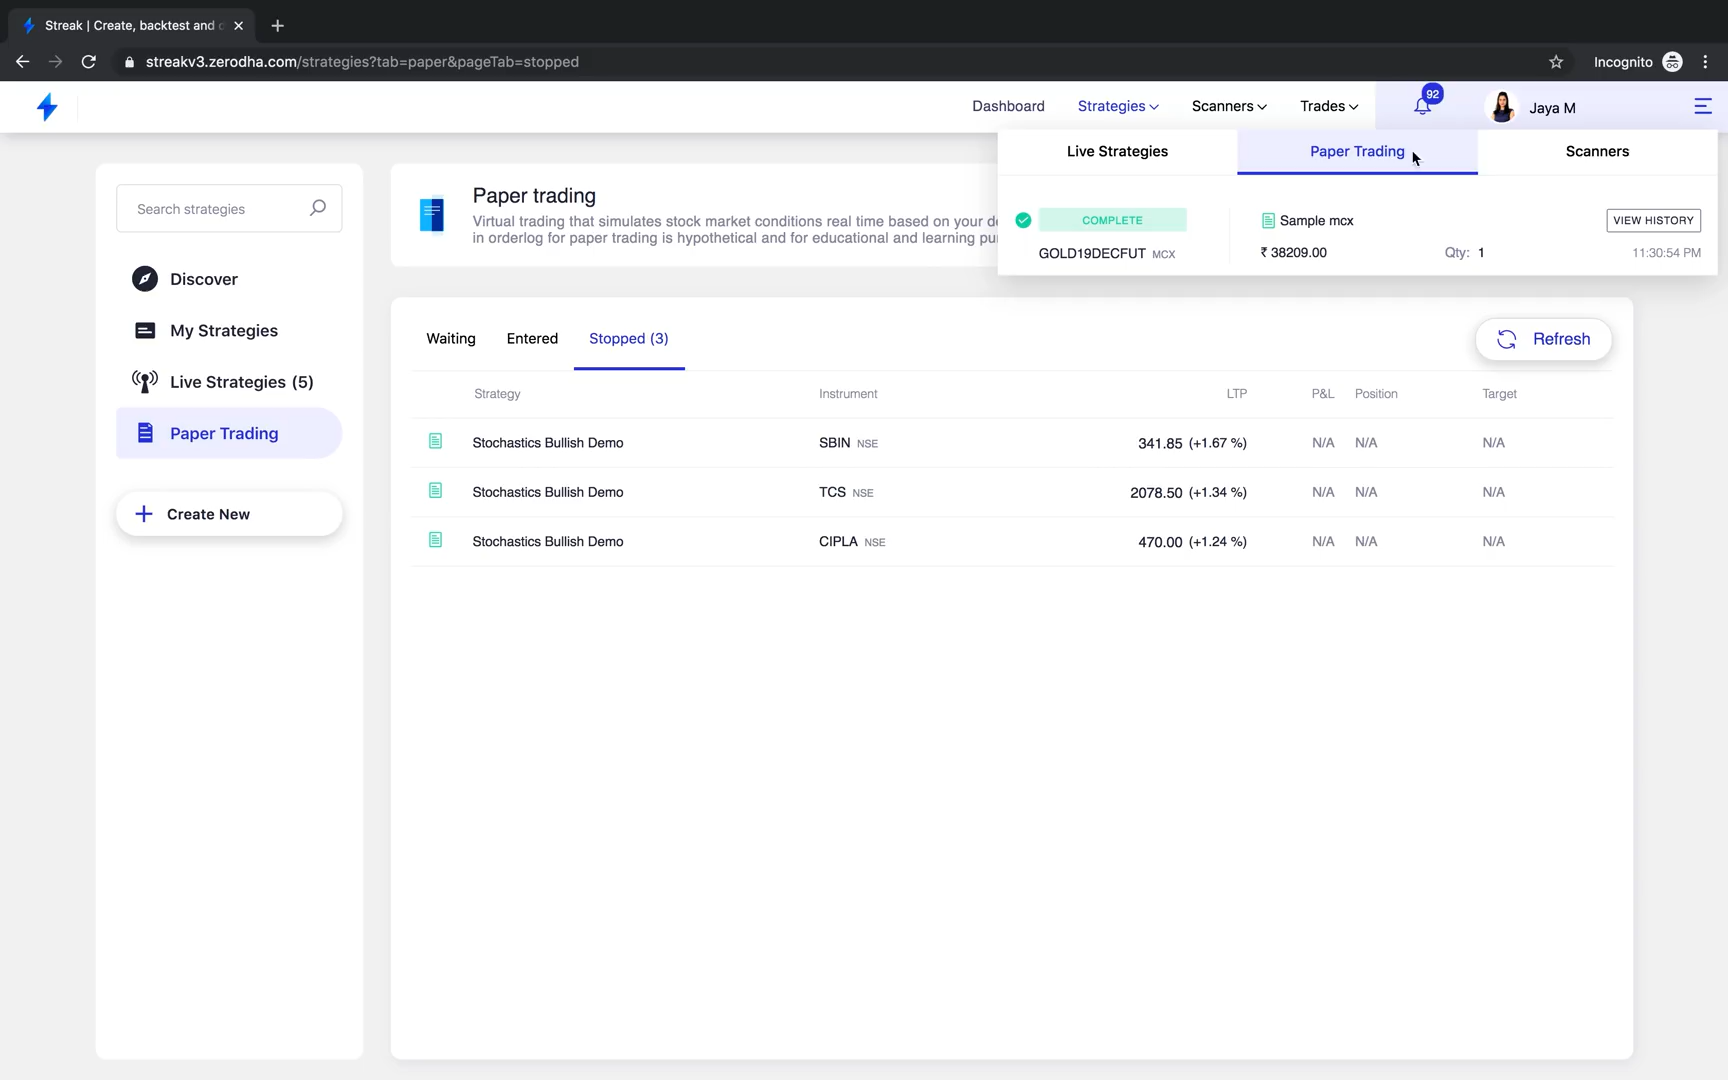 Streak | Create, backtest and
streakv3.zerodha.com/strategies?tab=paper&pageTab=stopped
Incognito
Dashboard
Strategies
Scanners
Trades
92
Jaya M
Live Strategies
Paper Trading
Scanners
COMPLETE
GOLD19DECFUT MCX
Sample mcx
VIEW HISTORY
₹ 38209.00
Qty: 1
11:30:54 PM
Search strategies
Discover
My Strategies
Live Strategies (5)
Paper Trading
Create New
Paper trading
Virtual trading that simulates stock market conditions real time based on your
in orderlog for paper trading is hypothetical and for educational and learning
Waiting
Entered
Stopped (3)
Refresh
Strategy Instrument LTP P&L Position Target
Stochastics Bullish Demo SBIN NSE 341.85 (+1.67 %) N/A N/A N/A
Stochastics Bullish Demo TCS NSE 2078.50 (+1.34 %) N/A N/A N/A
Stochastics Bullish Demo CIPLA NSE 470.00 (+1.24 %) N/A N/A N/A